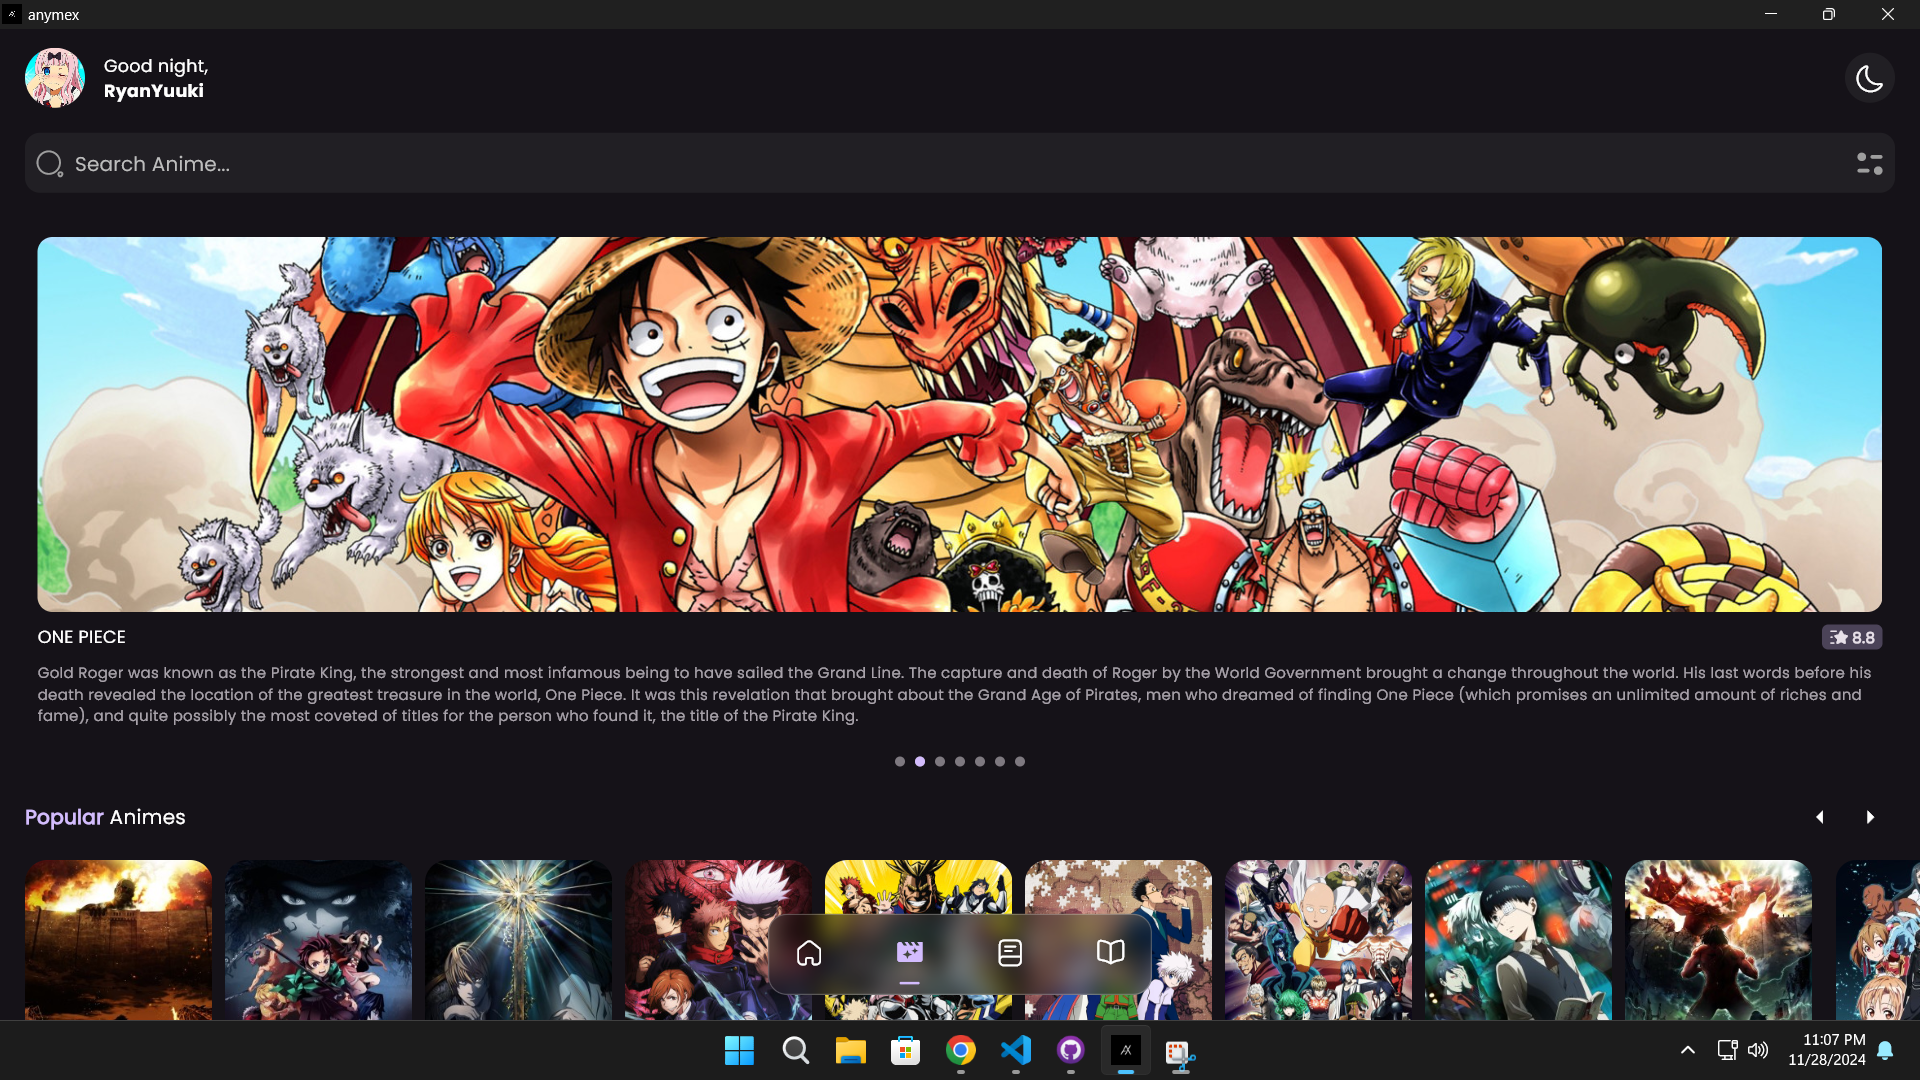 anymex
Good night,
RyanYuuki
Search Anime...
ONE PIECE
8.8
Gold Roger was known as the Pirate King, the strongest and most infamous being to have sailed the Grand Line. The capture and death of Roger by the World Government brought a change throughout the world. His last words before his
death revealed the location of the greatest treasure in the world, One Piece. It was this revelation that brought about the Grand Age of Pirates, men who dreamed of finding One Piece (which promises an unlimited amount of riches and
fame), and quite possibly the most coveted of titles for the person who found it, the title of the Pirate King.
Popular Animes
11:07 PM
11/28/2024